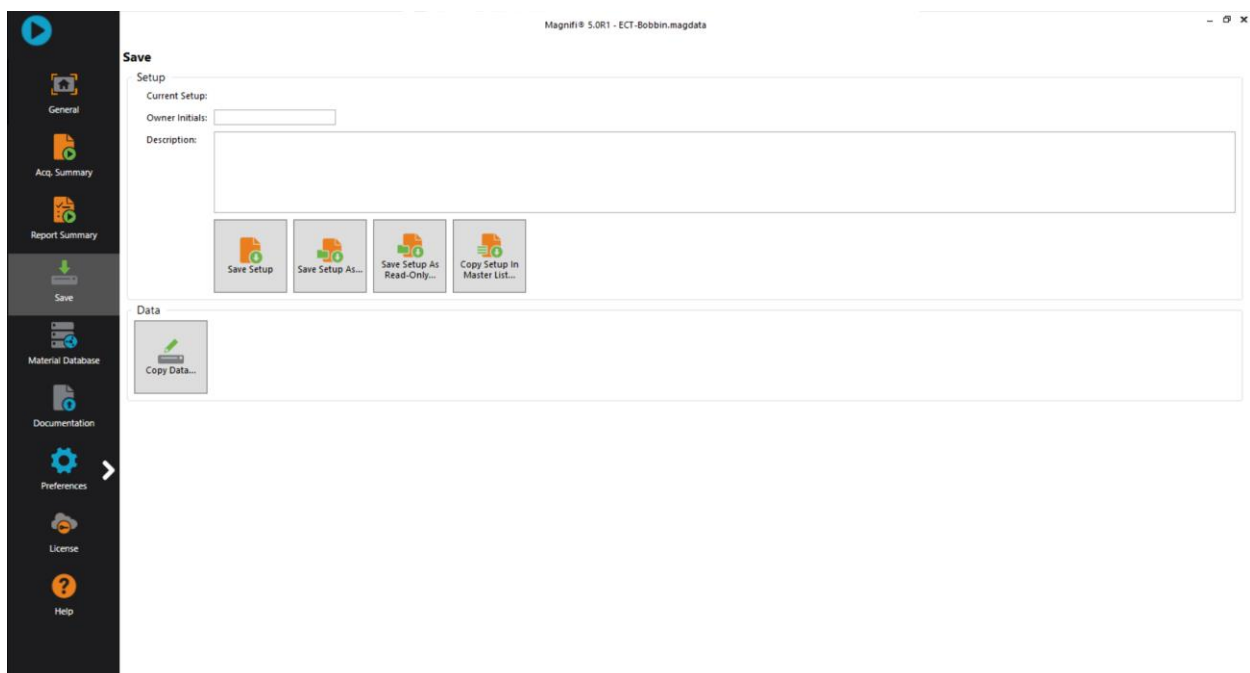 Magnifi® 5.0R1 - ECT-Bobbin.magdata
General
Acq. Summary
Report Summary
Save
Material Database
Documentation
Preferences
License
Help
Save
Setup
Current Setup:
Owner Initials:
Description:
Save Setup
Save Setup As...
Save Setup As
Read-Only...
Copy Setup In
Master List...
Data
Copy Data...